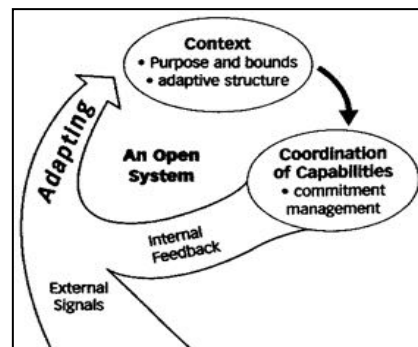 Context
• Purpose and bounds
• adaptive structure
Adapting
An Open
System
Coordination
of Capabilities
• commitment
management
Internal
Feedback
External
Signals